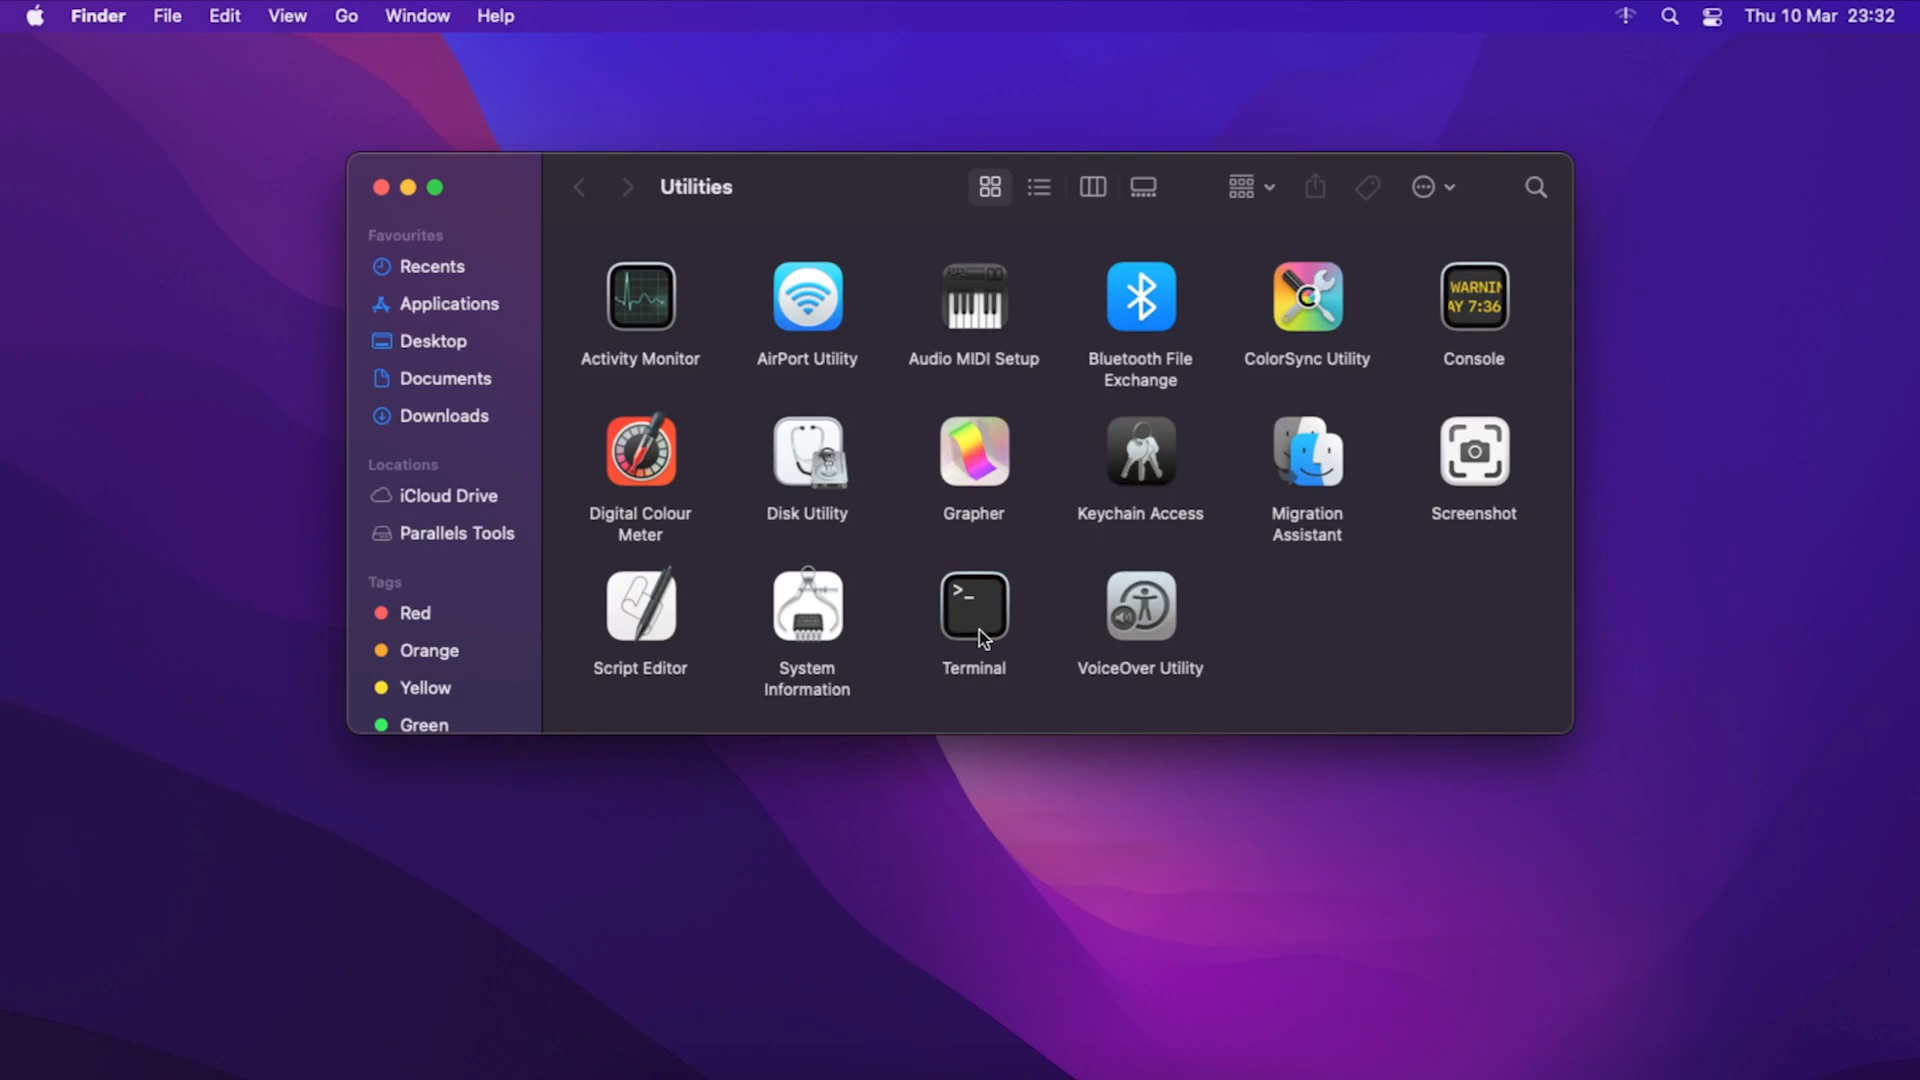 Finder File Edit View Go Window Help Thu 10 Mar 23:32
Utilities
Favourites
Recents
Applications
Desktop
Documents
Downloads
Locations
iCloud Drive
Parallels Tools
Tags
Red
Orange
Yellow
Green
WARNIN
AY 7:36
Activity Monitor AirPort Utility Audio MIDI Setup Bluetooth File ColorSync Utility Console
Exchange
Digital Colour Disk Utility Grapher Keychain Access Migration Screenshot
Meter Assistant
>_
Script Editor System Terminal VoiceOver Utility
Information